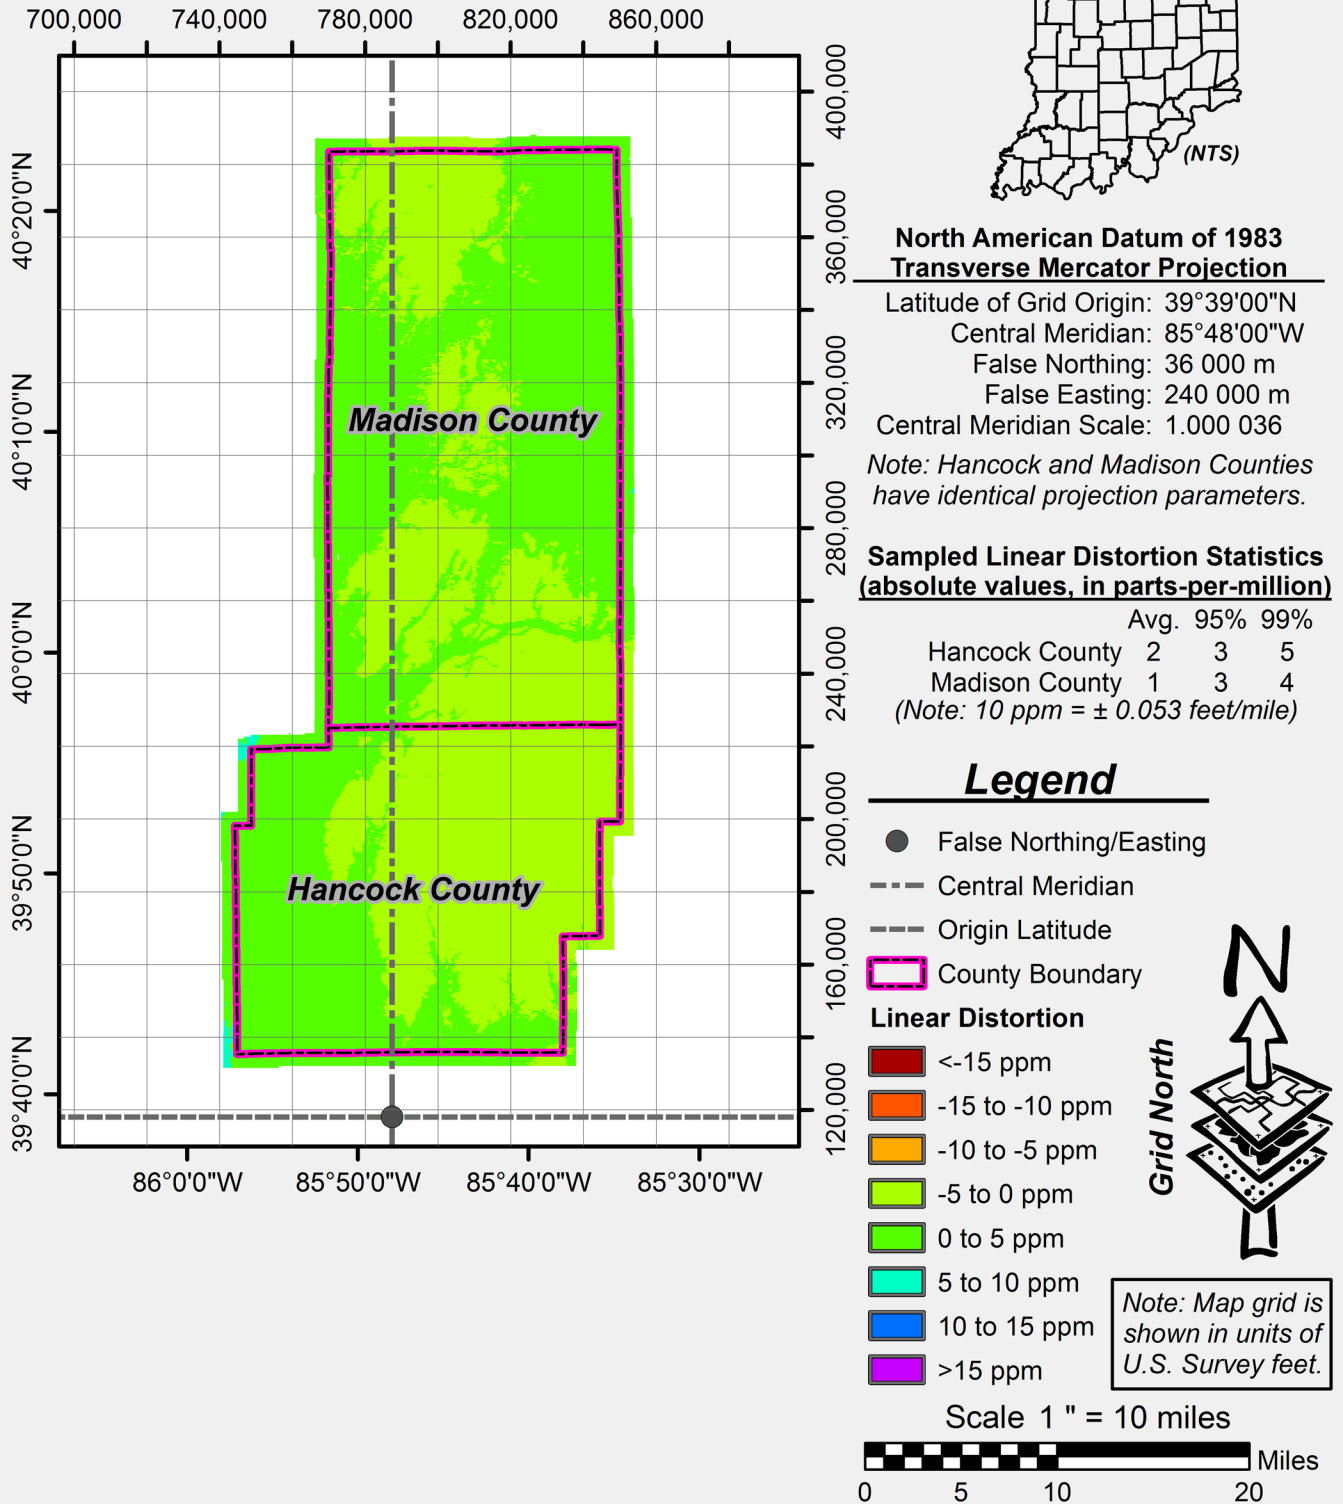 700,000 740,000 780,000 820,000 860,000
400,000
360,000
320,000
280,000
240,000
200,000
160,000
120,000
40°20'0"N
40°10'0"N
40°0'0"N
39°50'0"N
39°40'0"N
86°0'0"W 85°50'0"W 85°40'0"W 85°30'0"W
Madison County
Hancock County
(NTS)
North American Datum of 1983
Transverse Mercator Projection
Latitude of Grid Origin: 39°39'00"N
Central Meridian: 85°48'00"W
False Northing: 36 000 m
False Easting: 240 000 m
Central Meridian Scale: 1.000 036
Note: Hancock and Madison Counties
have identical projection parameters.
Sampled Linear Distortion Statistics
(absolute values, in parts-per-million)
Avg. 95% 99%
Hancock County 2 3 5
Madison County 1 3 4
(Note: 10 ppm = ± 0.053 feet/mile)
Legend
False Northing/Easting
Central Meridian
Origin Latitude
County Boundary
Linear Distortion
<-15 ppm
-15 to -10 ppm
-10 to -5 ppm
-5 to 0 ppm
0 to 5 ppm
5 to 10 ppm
10 to 15 ppm
>15 ppm
N
Grid North
Note: Map grid is
shown in units of
U.S. Survey feet.
Scale 1 " = 10 miles
Miles
0 5 10 20